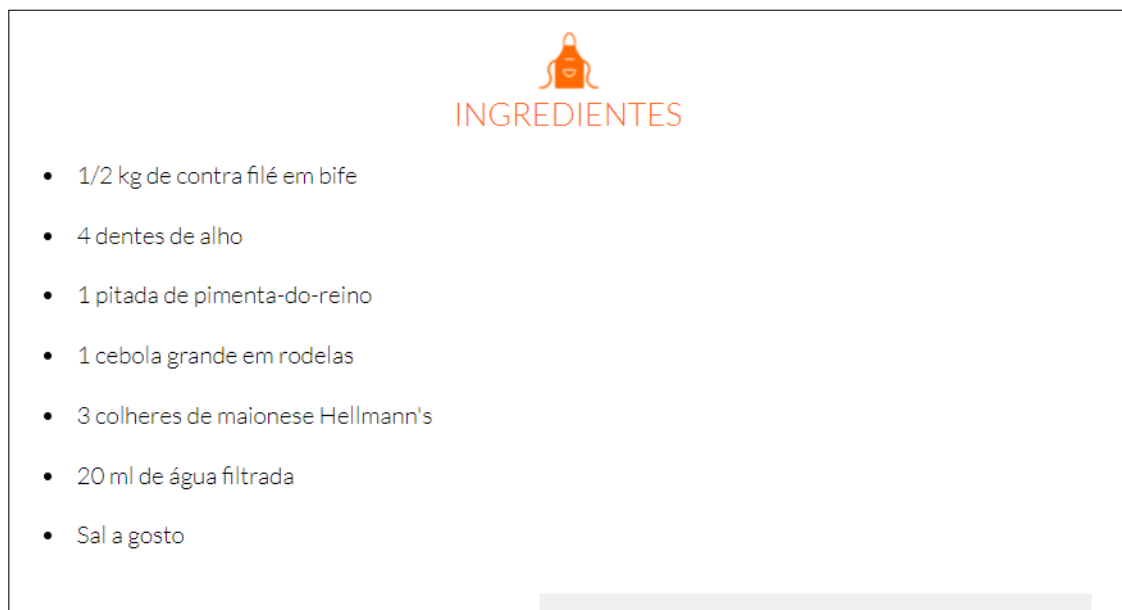 INGREDIENTES
1/2 kg de contra filé em bife
4 dentes de alho
1 pitada de pimenta-do-reino
1 cebola grande em rodelas
3 colheres de maionese Hellmann's
20 ml de água filtrada
Sal a gosto